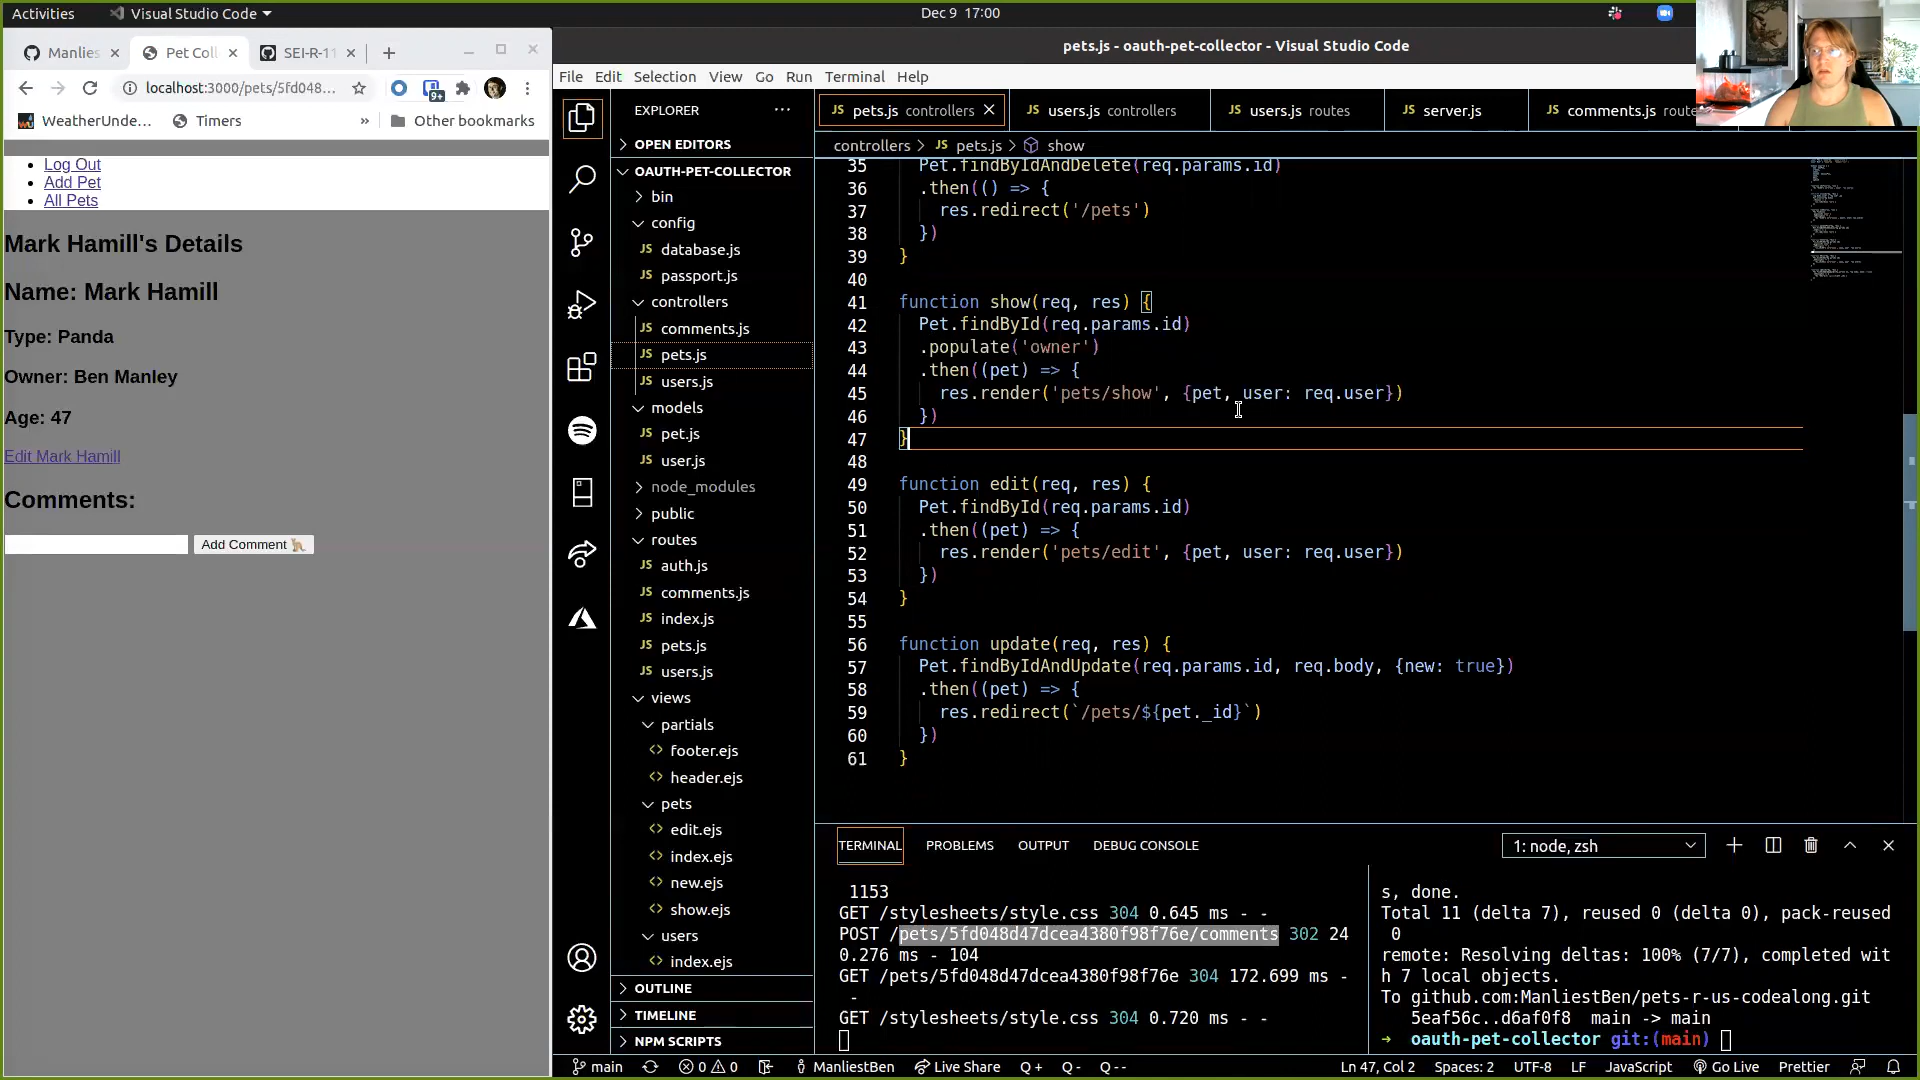 Activities
Visual Studio Code
Dec 9 17:00
Manlies
Pet Coll
SEI-R-11
localhost:3000/pets/5fd048...
9+
WeatherUnde...
Timers
»
Other bookmarks
Log Out
Add Pet
All Pets
Mark Hamill's Details
Name: Mark Hamill
Type: Panda
Owner: Ben Manley
Age: 47
Edit Mark Hamill
Comments:
Add Comment
pets.js - oauth-pet-collector - Visual Studio Code
File Edit Selection View Go Run Terminal Help
EXPLORER
OPEN EDITORS
OAUTH-PET-COLLECTOR
bin
config
JS database.js
JS passport.js
controllers
JS comments.js
JS pets.js
JS users.js
models
JS pet.js
JS user.js
node_modules
public
routes
JS auth.js
JS comments.js
JS index.js
JS pets.js
JS users.js
views
partials
<> footer.ejs
<> header.ejs
pets
<> edit.ejs
<> index.ejs
<> new.ejs
<> show.ejs
users
<> index.ejs
OUTLINE
TIMELINE
NPM SCRIPTS
JS pets.js controllers
JS users.js controllers
JS users.js routes
JS server.js
JS comments.js route
controllers > JS pets.js > show
35 Pet.findByIdAndDelete(req.params.id)
36 .then(() => {
37 res.redirect('/pets')
38 })
39 }
40
41 function show(req, res) {
42 Pet.findById(req.params.id)
43 .populate('owner')
44 .then((pet) => {
45 res.render('pets/show', {pet, user: req.user})
46 })
47 }
48
49 function edit(req, res) {
50 Pet.findById(req.params.id)
51 .then((pet) => {
52 res.render('pets/edit', {pet, user: req.user})
53 })
54 }
55
56 function update(req, res) {
57 Pet.findByIdAndUpdate(req.params.id, req.body, {new: true})
58 .then((pet) => {
59 res.redirect(`/pets/${pet._id}`)
60 })
61 }
TERMINAL PROBLEMS OUTPUT DEBUG CONSOLE
1: node, zsh
1153
GET /stylesheets/style.css 304 0.645 ms - -
POST /pets/5fd048d47dcea4380f98f76e/comments 302 24
0.276 ms - 104
GET /pets/5fd048d47dcea4380f98f76e 304 172.699 ms -
-
GET /stylesheets/style.css 304 0.720 ms - -
s, done.
Total 11 (delta 7), reused 0 (delta 0), pack-reused
0
remote: Resolving deltas: 100% (7/7), completed wit
h 7 local objects.
To github.com:ManliestBen/pets-r-us-codealong.git
5eaf56c..d6af0f8 main -> main
→ oauth-pet-collector git:(main)
main
0 0
ManliestBen
Live Share
Q +
Q -
Q --
Ln 47, Col 2
Spaces: 2
UTF-8
LF
JavaScript
Go Live
Prettier